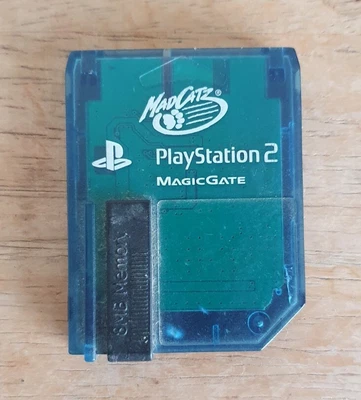 MADCATZ®
PlayStation 2
MAGICGATE
8MB Memory